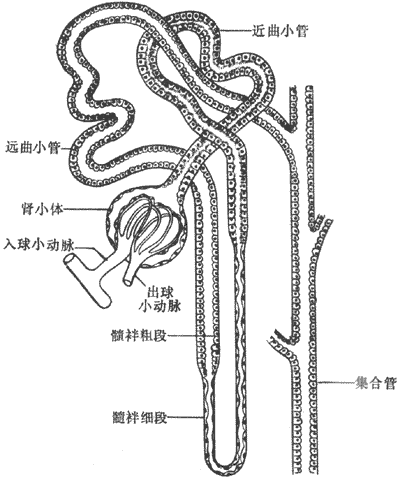 近曲小管
远曲小管
肾小体
入球小动脉
出球
小动脉
髓袢粗段
集合管
髓袢细段